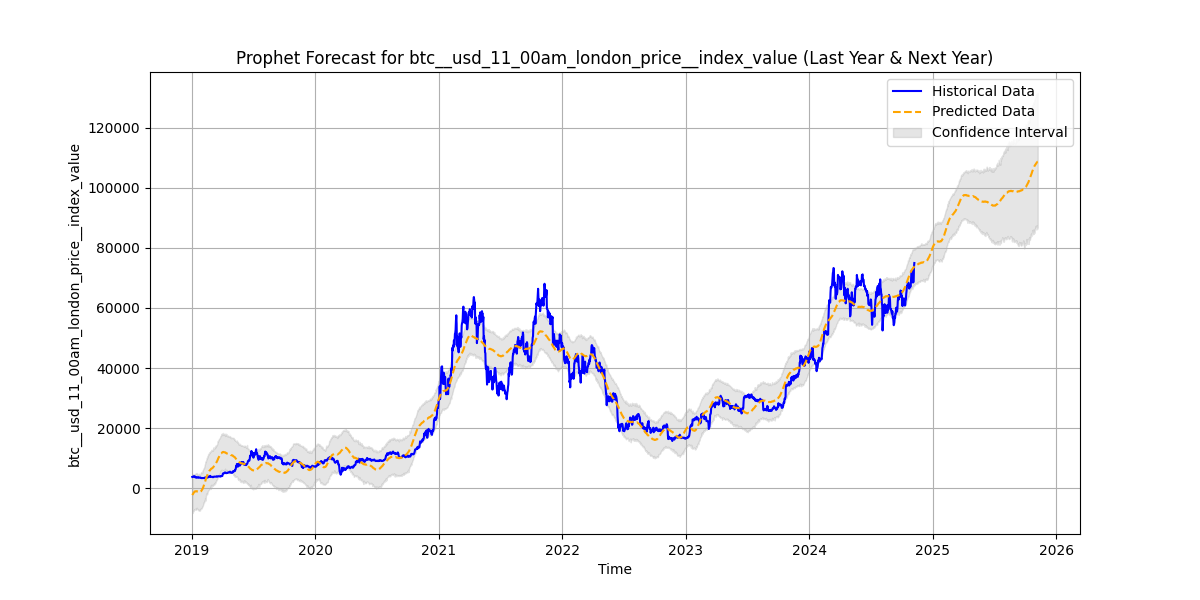 Prophet Forecast for btc__usd_11_00am_london_price__index_value (Last Year & Next Year)
Historical Data
Predicted Data
Confidence Interval
btc__usd_11_00am_london_price__index_value
120000
100000
80000
60000
40000
20000
0
2019 2020 2021 2022 2023 2024 2025 2026
Time